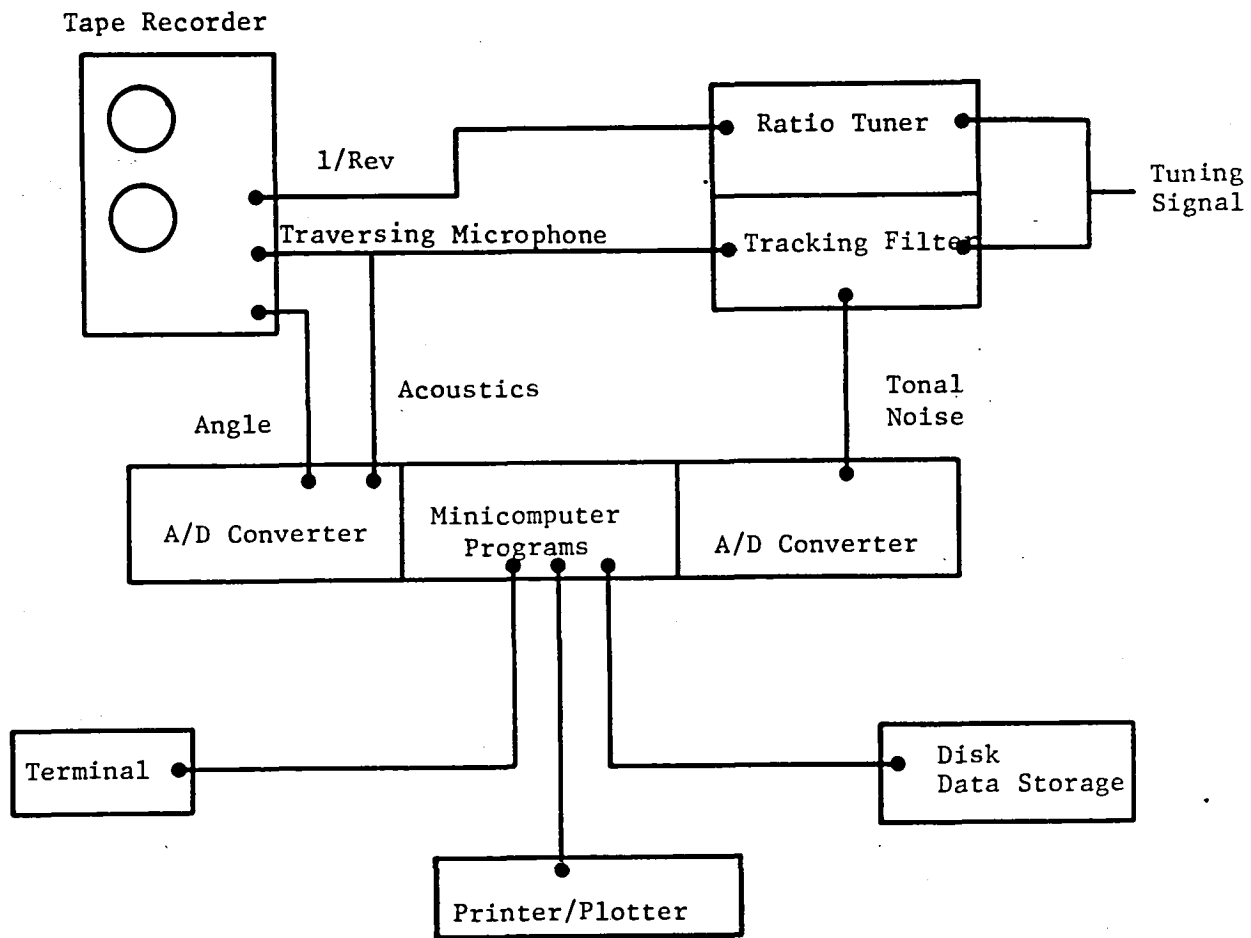 Tape Recorder
1/Rev
Ratio Tuner
Tuning
Signal
Traversing Microphone
Tracking Filter
Acoustics
Angle
Tonal
Noise
A/D Converter
Minicomputer
Programs
A/D Converter
Terminal
Disk
Data Storage
Printer/Plotter